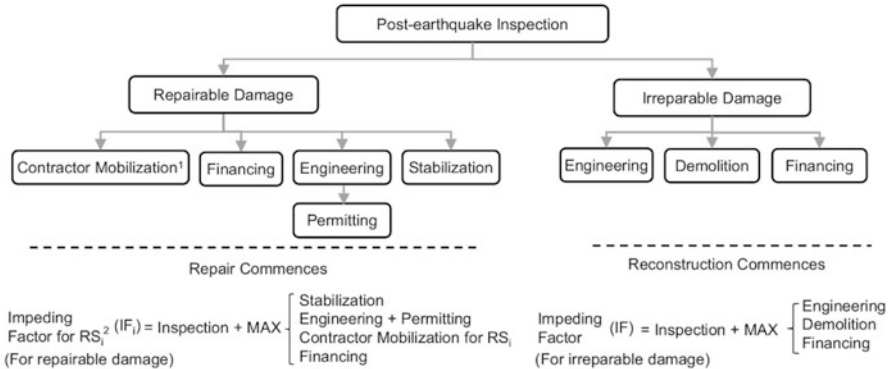 Post-earthquake Inspection
Repairable Damage
Irreparable Damage
Contractor Mobilization¹
Financing
Engineering
Stabilization
Engineering
Demolition
Financing
Permitting
Repair Commences
Reconstruction Commences
Impeding
Factor for RSᵢ² (IFᵢ) = Inspection + MAX
(For repairable damage)
Stabilization
Engineering + Permitting
Contractor Mobilization for RSᵢ
Financing
Impeding
Factor (IF) = Inspection + MAX
(For irreparable damage)
Engineering
Demolition
Financing